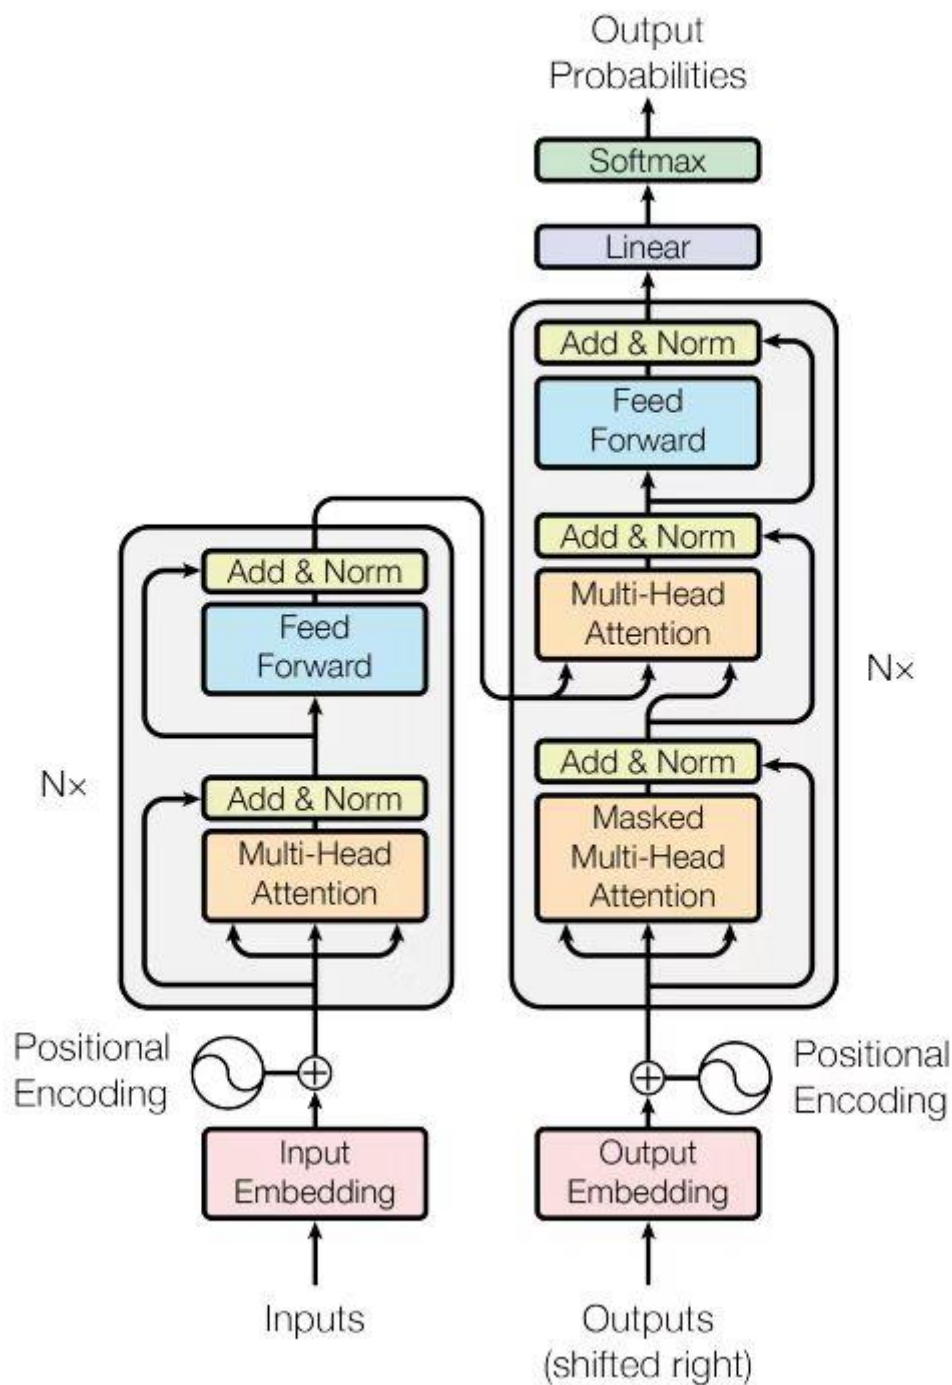 Output
Probabilities
Softmax
Linear
Add & Norm
Feed
Forward
Add & Norm
Multi-Head
Attention
Nx
Add & Norm
Masked
Multi-Head
Attention
Add & Norm
Feed
Forward
Nx
Add & Norm
Multi-Head
Attention
Positional
Encoding
Positional
Encoding
Input
Embedding
Output
Embedding
Inputs
Outputs
(shifted right)